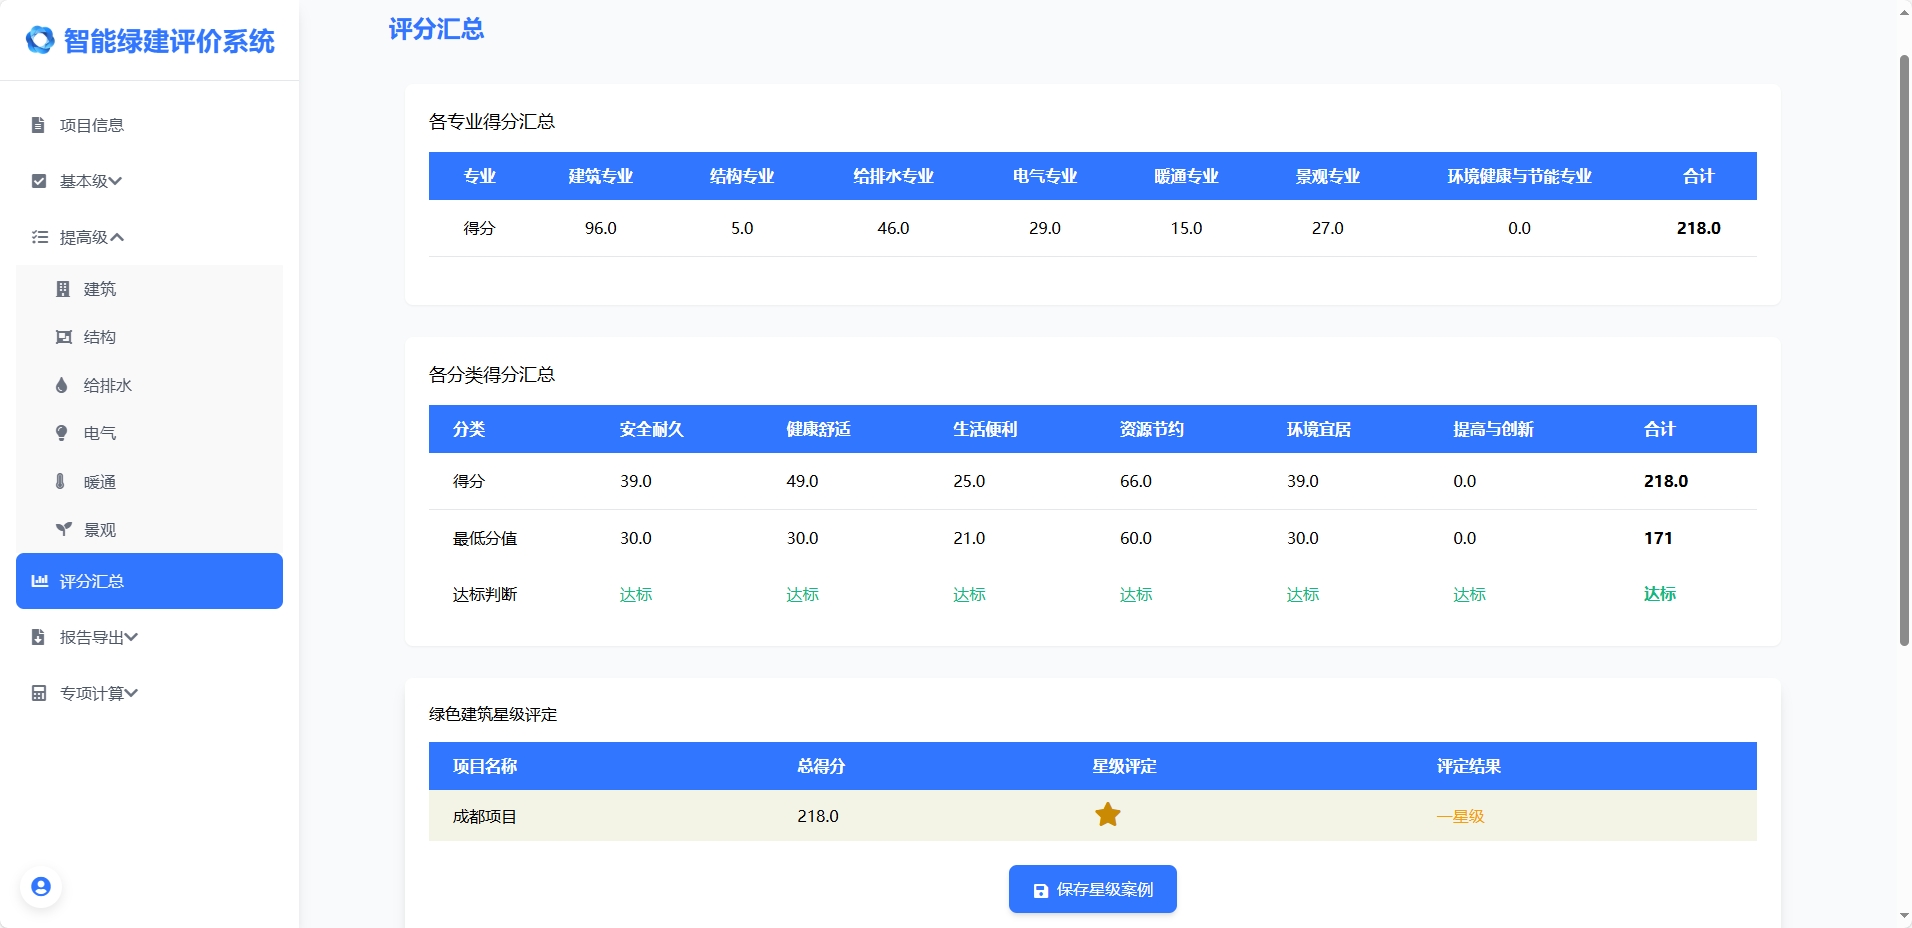 智能绿建评价系统
项目信息
基本级
提高级
建筑
结构
给排水
电气
暖通
景观
评分汇总
报告导出
专项计算
评分汇总
各专业得分汇总
专业 建筑专业 结构专业 给排水专业 电气专业 暖通专业 景观专业 环境健康与节能专业 合计
得分 96.0 5.0 46.0 29.0 15.0 27.0 0.0 218.0
各分类得分汇总
分类 安全耐久 健康舒适 生活便利 资源节约 环境宜居 提高与创新 合计
得分 39.0 49.0 25.0 66.0 39.0 0.0 218.0
最低分值 30.0 30.0 21.0 60.0 30.0 0.0 171
达标判断 达标 达标 达标 达标 达标 达标 达标
绿色建筑星级评定
项目名称 总得分 星级评定 评定结果
成都项目 218.0 一星级
保存星级案例